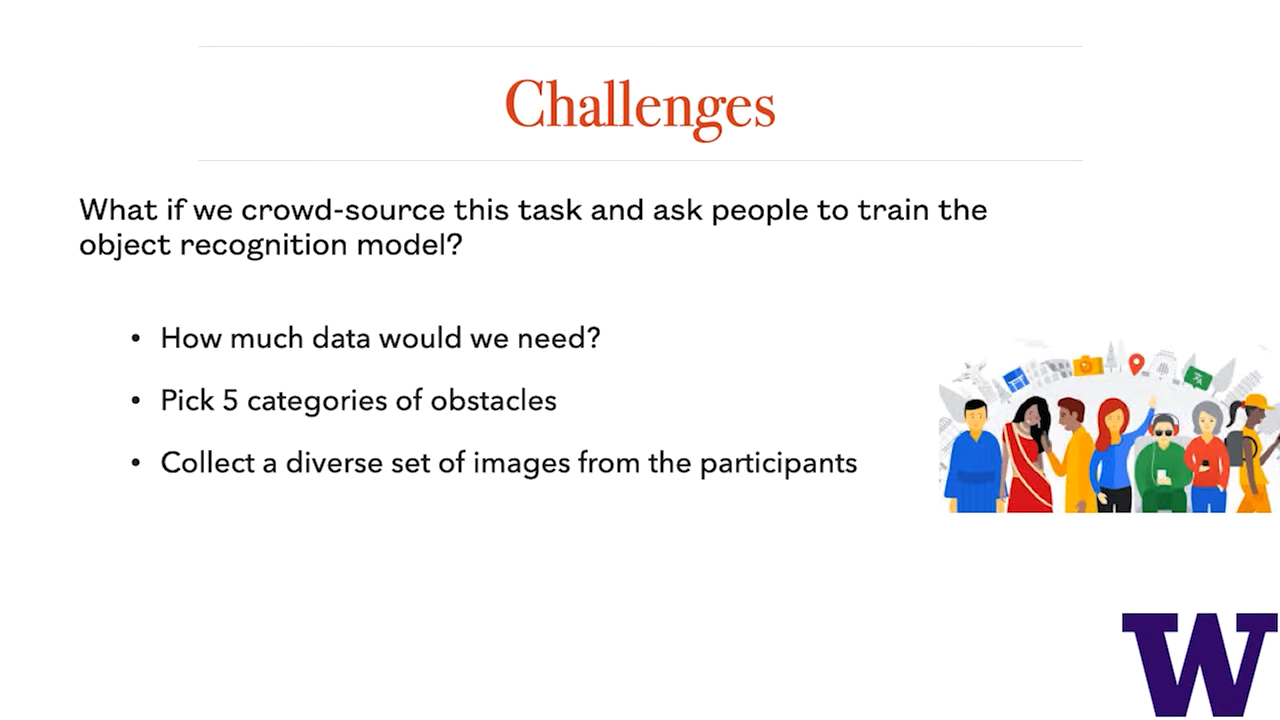 Challenges
What if we crowd-source this task and ask people to train the
object recognition model?
• How much data would we need?
• Pick 5 categories of obstacles
• Collect a diverse set of images from the participants
W